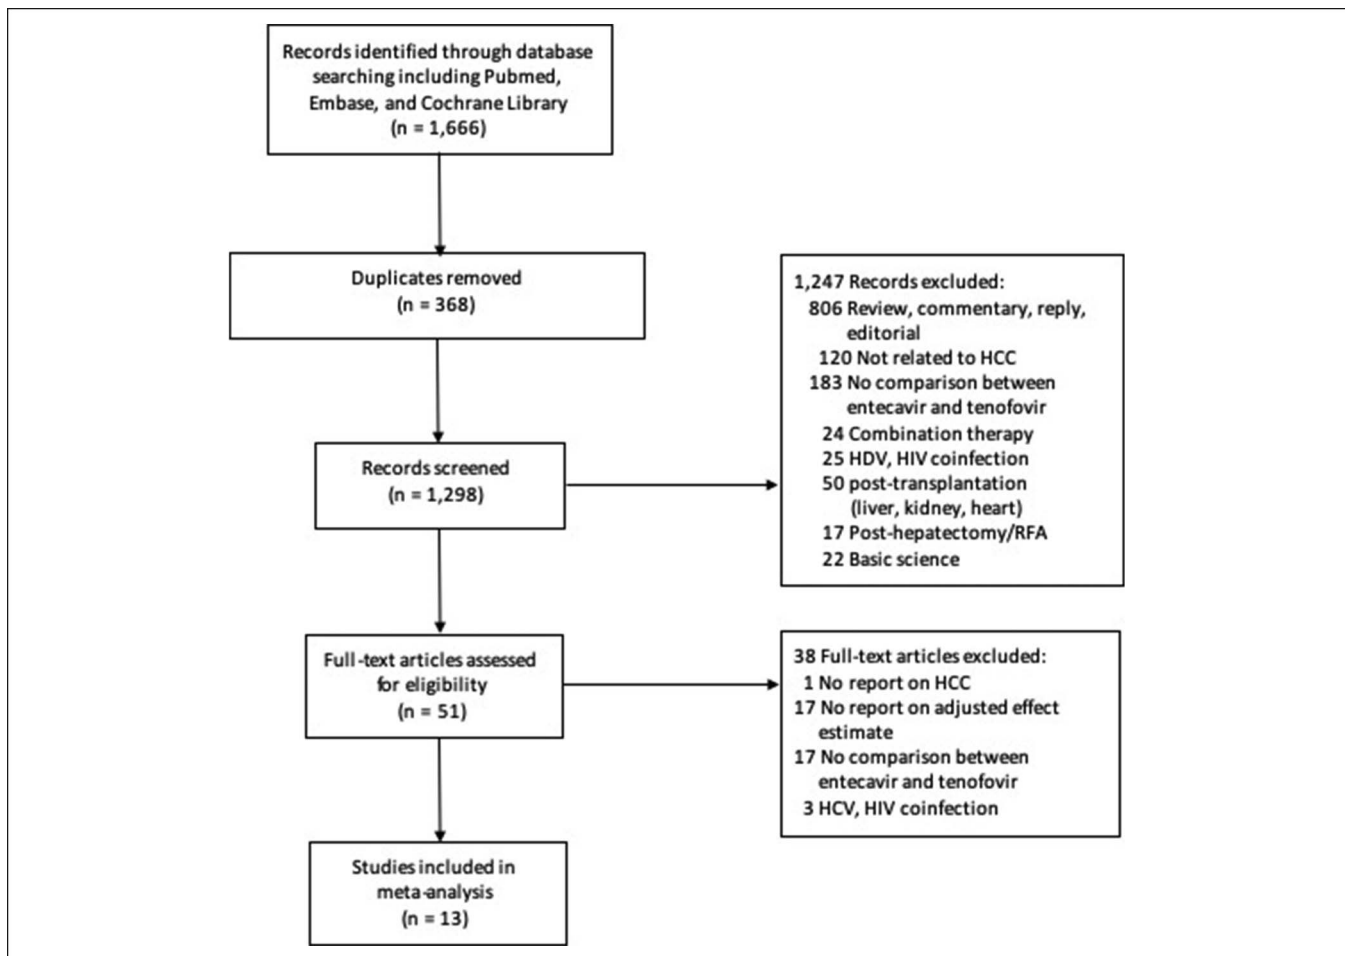 Records identified through database
searching including Pubmed,
Embase, and Cochrane Library
(n = 1,666)
Duplicates removed
(n = 368)
Records screened
(n = 1,298)
1,247 Records excluded:
806 Review, commentary, reply,
editorial
120 Not related to HCC
183 No comparison between
entecavir and tenofovir
24 Combination therapy
25 HDV, HIV coinfection
50 post-transplantation
(liver, kidney, heart)
17 Post-hepatectomy/RFA
22 Basic science
Full-text articles assessed
for eligibility
(n = 51)
38 Full-text articles excluded:
1 No report on HCC
17 No report on adjusted effect
estimate
17 No comparison between
entecavir and tenofovir
3 HCV, HIV coinfection
Studies included in
meta-analysis
(n = 13)